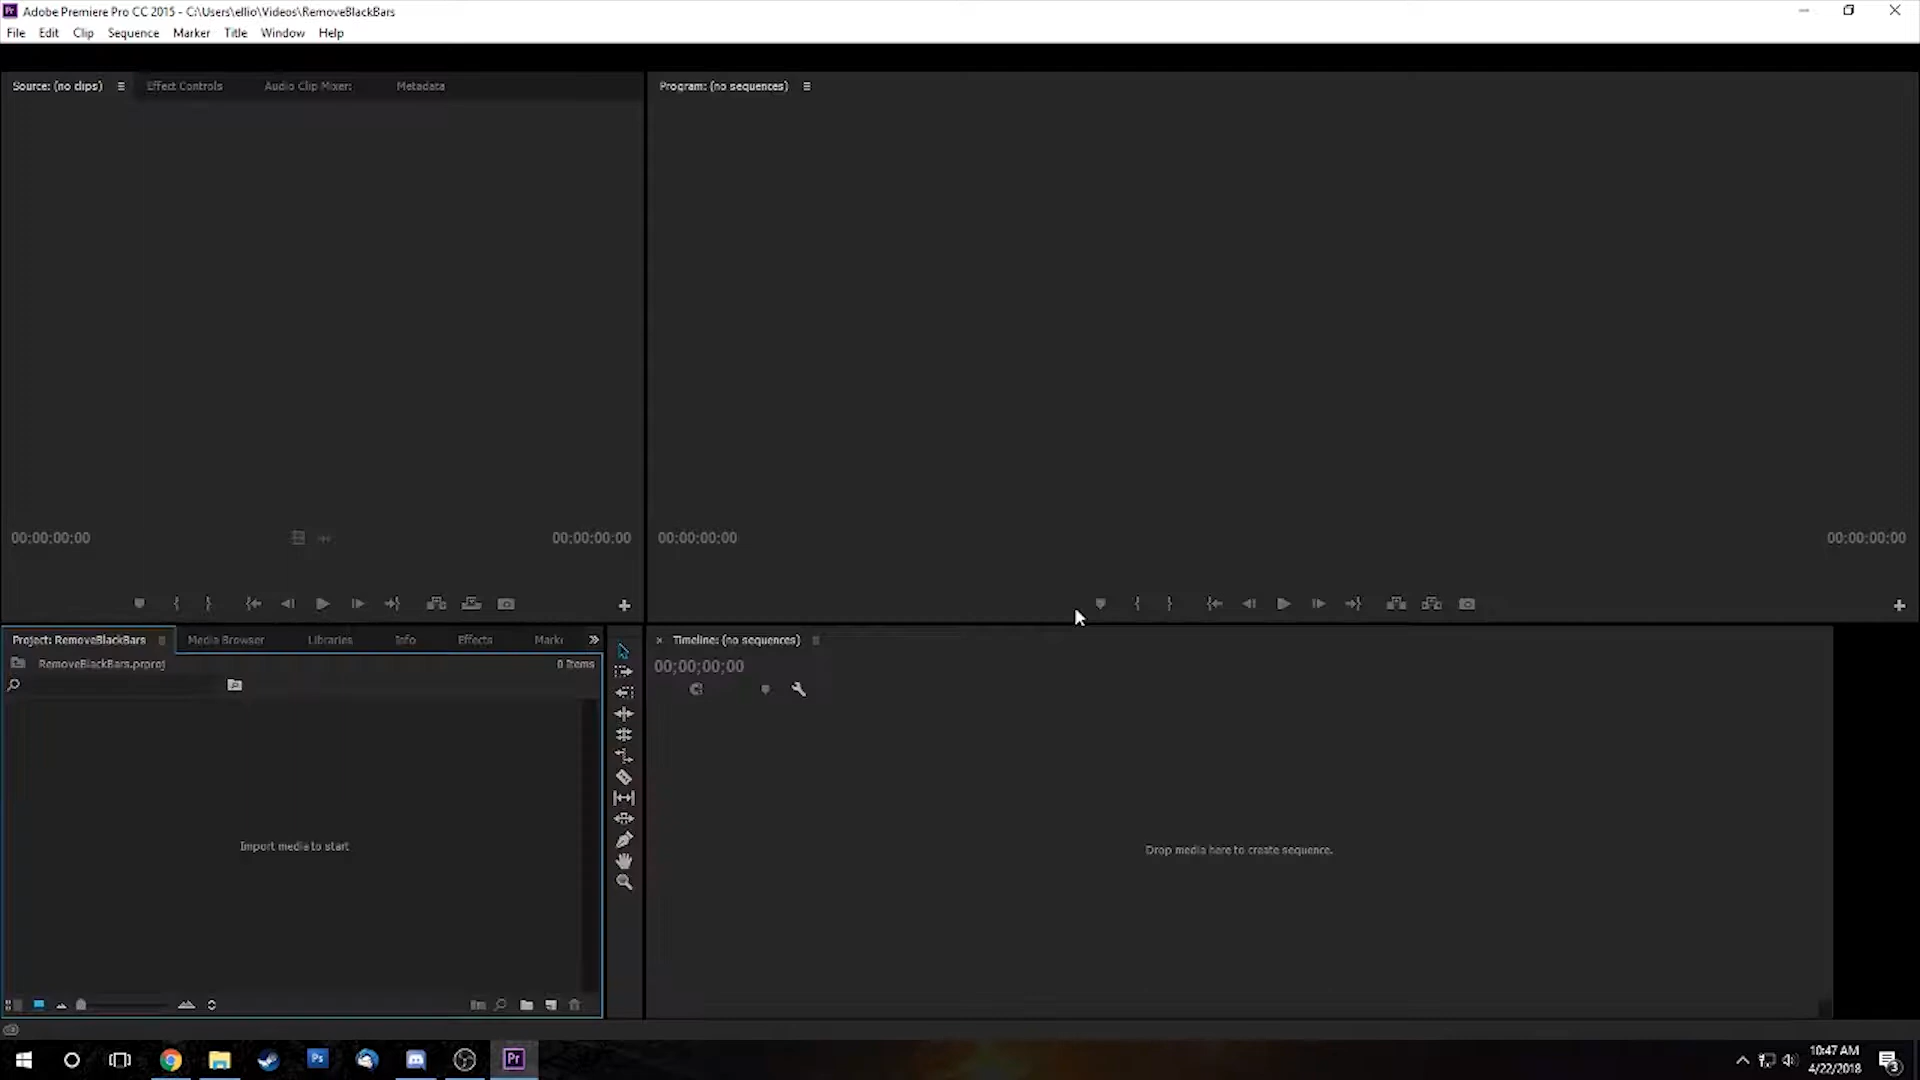 Adobe Premiere Pro CC 2015 - C:\Users\ellio\Videos\RemoveBlackBars
File Edit Clip Sequence Marker Title Window Help
Source: (no clips) Effect Controls Audio Clip Mixer: Metadata
Program: (no sequences)
00:00:00:00 00:00:00:00
00:00:00:00 00:00:00:00
Project: RemoveBlackBars Media Browser Libraries Info Effects Marke
RemoveBlackBars.prproj 0 Items
Import media to start
Timeline: (no sequences)
00;00;00;00
Drop media here to create sequence.
Ps
Pr
10:47 AM
4/22/2018
3